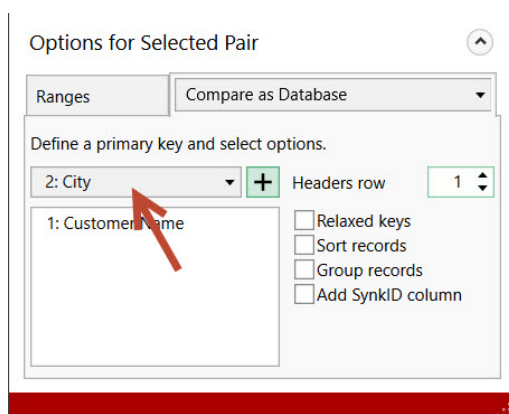 Options for Selected Pair
Ranges
Compare as Database
Define a primary key and select options.
2: City
Headers row
1
1: Customer Name
Relaxed keys
Sort records
Group records
Add SynkID column